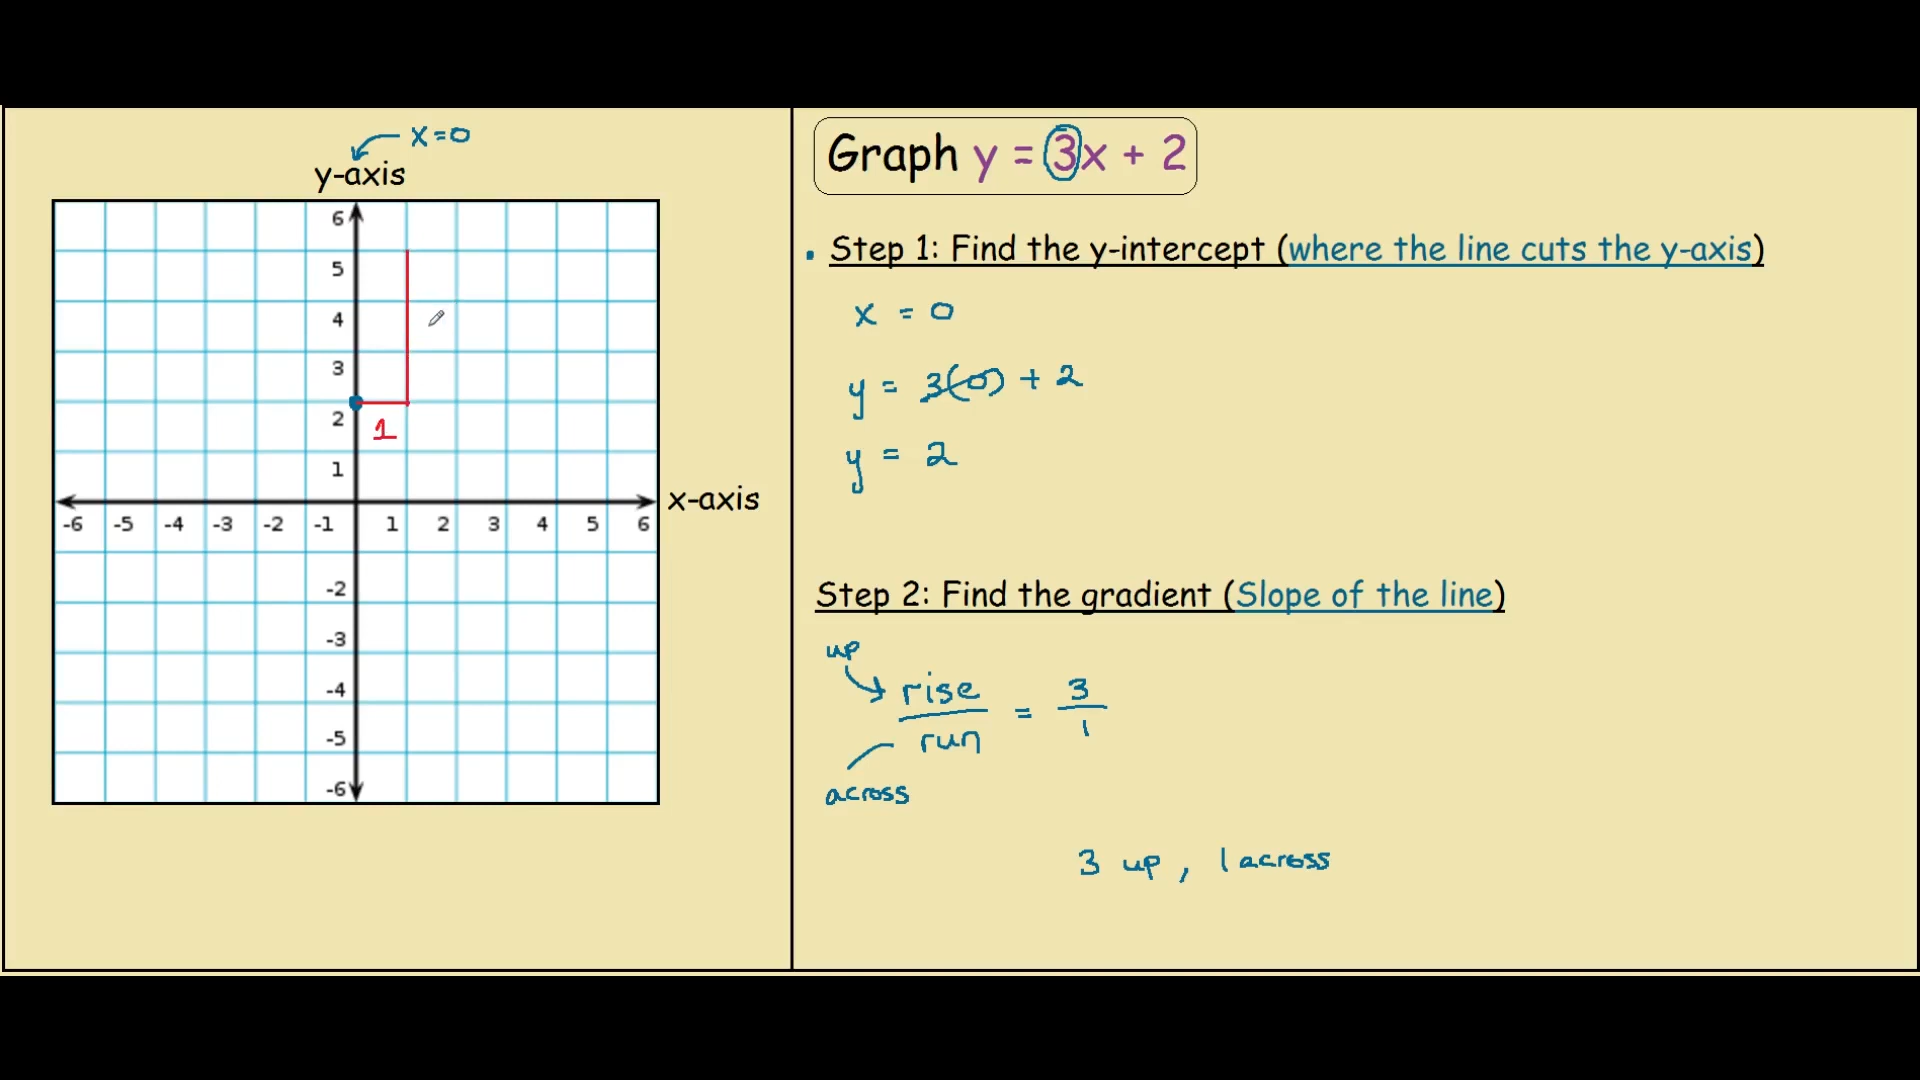 x = 0
y-axis
6
5
4
3
2
1
1
x-axis
-6 -5 -4 -3 -2 -1 1 2 3 4 5 6
-2
-3
-4
-5
-6
Graph y = 3x + 2
Step 1: Find the y-intercept (where the line cuts the y-axis)
x = 0
y = 3(0) + 2
y = 2
Step 2: Find the gradient (Slope of the line)
up
rise/run = 3/1
across
3 up, 1 across